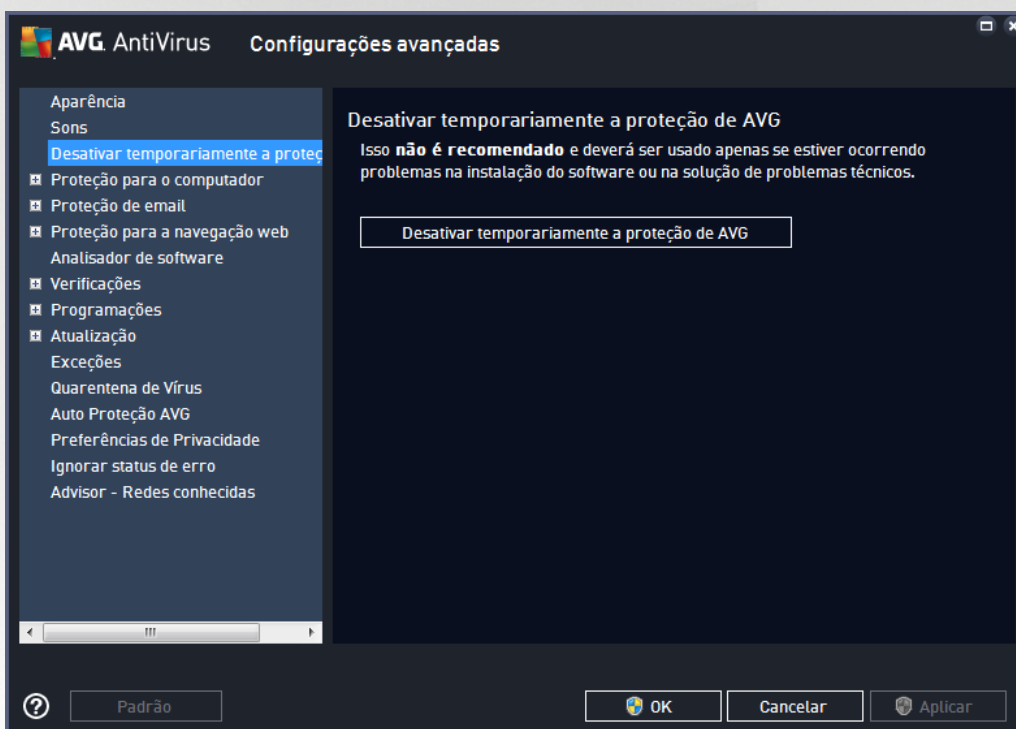 AVG. AntiVirus Configurações avançadas
Aparência
Sons
Desativar temporariamente a proteç
Proteção para o computador
Proteção de email
Proteção para a navegação web
Analisador de software
Verificações
Programações
Atualização
Exceções
Quarentena de Vírus
Auto Proteção AVG
Preferências de Privacidade
Ignorar status de erro
Advisor - Redes conhecidas
Desativar temporariamente a proteção de AVG
Isso não é recomendado e deverá ser usado apenas se estiver ocorrendo
problemas na instalação do software ou na solução de problemas técnicos.
Desativar temporariamente a proteção de AVG
Padrão
OK
Cancelar
Aplicar